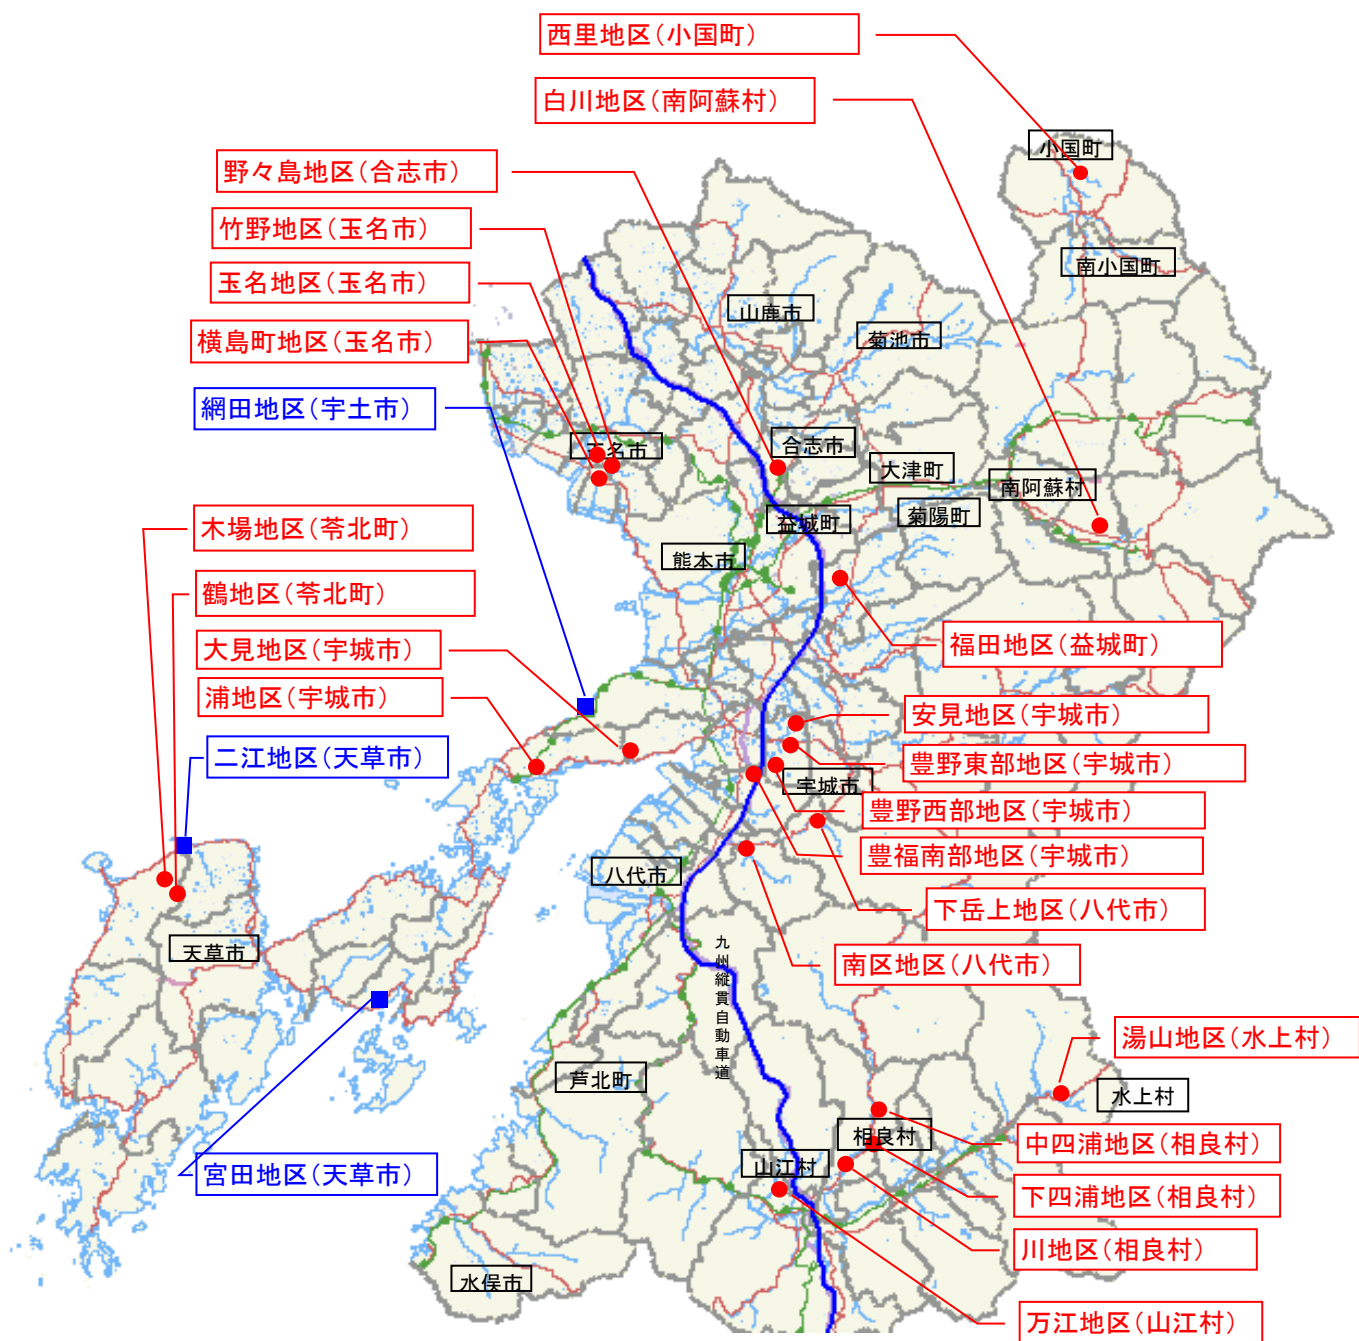 西里地区(小国町)
白川地区(南阿蘇村)
小国町
野々島地区(合志市)
竹野地区(玉名市)
南小国町
玉名地区(玉名市)
山鹿市
横島町地区(玉名市)
菊池市
網田地区(宇土市)
玉名市
合志市
大津町
南阿蘇村
菊陽町
益城町
木場地区(苓北町)
熊本市
鶴地区(苓北町)
福田地区(益城町)
大見地区(宇城市)
浦地区(宇城市)
安見地区(宇城市)
二江地区(天草市)
豊野東部地区(宇城市)
宇城市
豊野西部地区(宇城市)
豊福南部地区(宇城市)
八代市
下岳上地区(八代市)
天草市
九州縦貫自動車道
南区地区(八代市)
湯山地区(水上村)
芦北町
水上村
相良村
中四浦地区(相良村)
山江村
宮田地区(天草市)
下四浦地区(相良村)
川地区(相良村)
水俣市
万江地区(山江村)